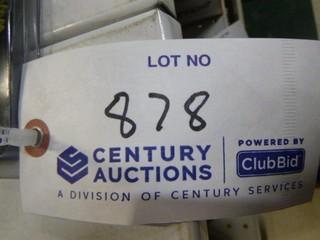 LOT NO
878
CENTURY AUCTIONS
POWERED BY
ClubBid
A DIVISION OF CENTURY SERVICES